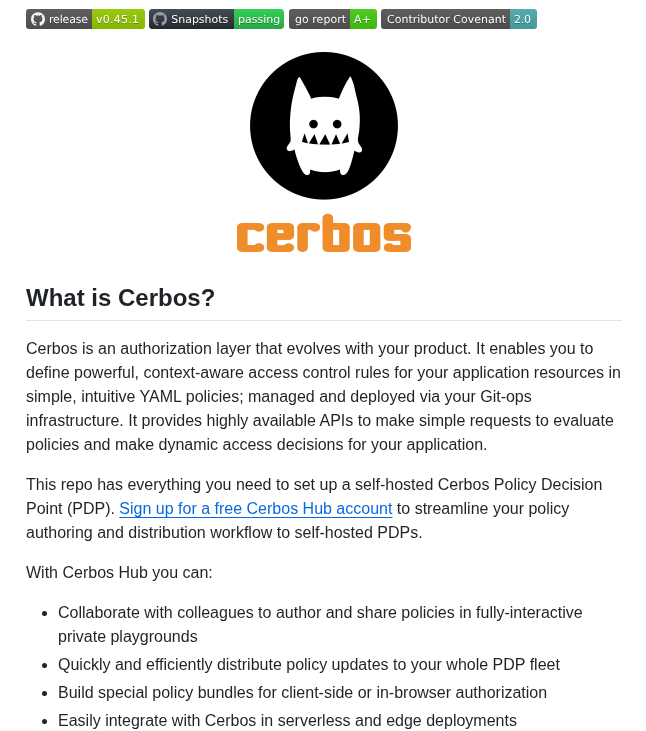 release v0.45.1 Snapshots passing go report A+ Contributor Covenant 2.0
cerbos
What is Cerbos?
Cerbos is an authorization layer that evolves with your product. It enables you to
define powerful, context-aware access control rules for your application resources in
simple, intuitive YAML policies; managed and deployed via your Git-ops
infrastructure. It provides highly available APIs to make simple requests to evaluate
policies and make dynamic access decisions for your application.
This repo has everything you need to set up a self-hosted Cerbos Policy Decision
Point (PDP). Sign up for a free Cerbos Hub account to streamline your policy
authoring and distribution workflow to self-hosted PDPs.
With Cerbos Hub you can:
• Collaborate with colleagues to author and share policies in fully-interactive
private playgrounds
• Quickly and efficiently distribute policy updates to your whole PDP fleet
• Build special policy bundles for client-side or in-browser authorization
• Easily integrate with Cerbos in serverless and edge deployments